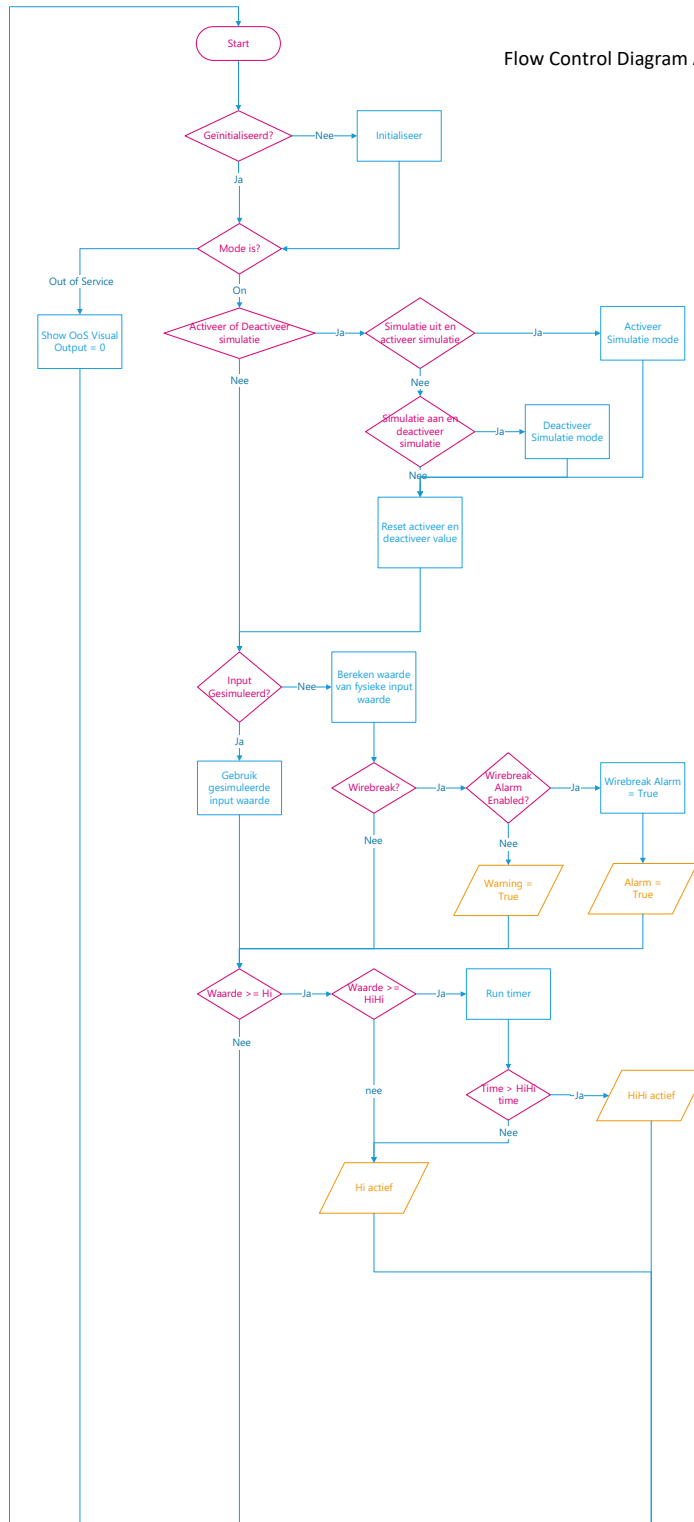 Start
Flow Control Diagram
Geïnitialiseerd?
Nee
Initialiseer
Ja
Mode is?
Out of Service
On
Show OoS Visual
Output = 0
Activeer of Deactiveer
simulatie
Ja
Simulatie uit en
activeer simulatie
Ja
Activeer
Simulatie mode
Nee
Nee
Simulatie aan en
deactiveer
simulatie
Ja
Deactiveer
Simulatie mode
Nee
Reset activeer en
deactiveer value
Input
Gesimuleerd?
Nee
Bereken waarde
van fysieke input
waarde
Ja
Gebruik
gesimuleerde
input waarde
Wirebreak?
Ja
Wirebreak
Alarm
Enabled?
Ja
Wirebreak Alarm
= True
Nee
Nee
Warning =
True
Alarm =
True
Waarde >= Hi
Ja
Waarde >=
HiHi
Ja
Run timer
Nee
nee
Time > HiHi
time
Ja
HiHi actief
Nee
Hi actief